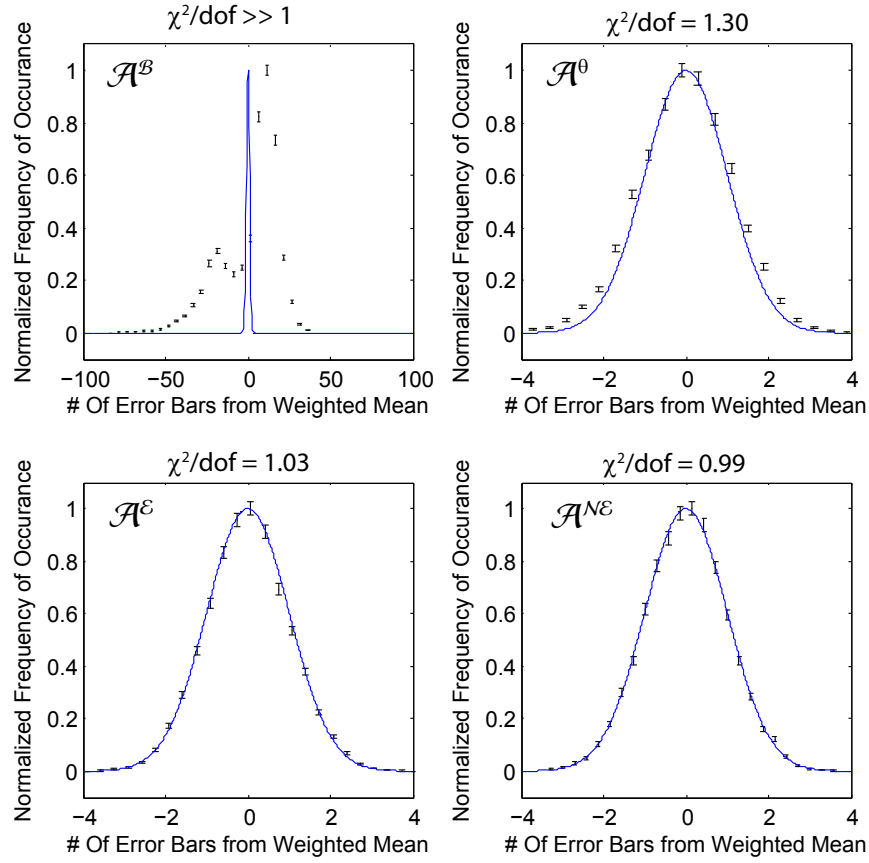 χ²/dof >> 1
𝒜^ℬ
Normalized Frequency of Occurance
1
0.8
0.6
0.4
0.2
0
−100
−50
0
50
100
# Of Error Bars from Weighted Mean
χ²/dof = 1.30
𝒜^θ
Normalized Frequency of Occurance
1
0.8
0.6
0.4
0.2
0
−4
−2
0
2
4
# Of Error Bars from Weighted Mean
χ²/dof = 1.03
𝒜^ℰ
Normalized Frequency of Occurance
1
0.8
0.6
0.4
0.2
0
−4
−2
0
2
4
# Of Error Bars from Weighted Mean
χ²/dof = 0.99
𝒜^𝒩ℰ
Normalized Frequency of Occurance
1
0.8
0.6
0.4
0.2
0
−4
−2
0
2
4
# Of Error Bars from Weighted Mean